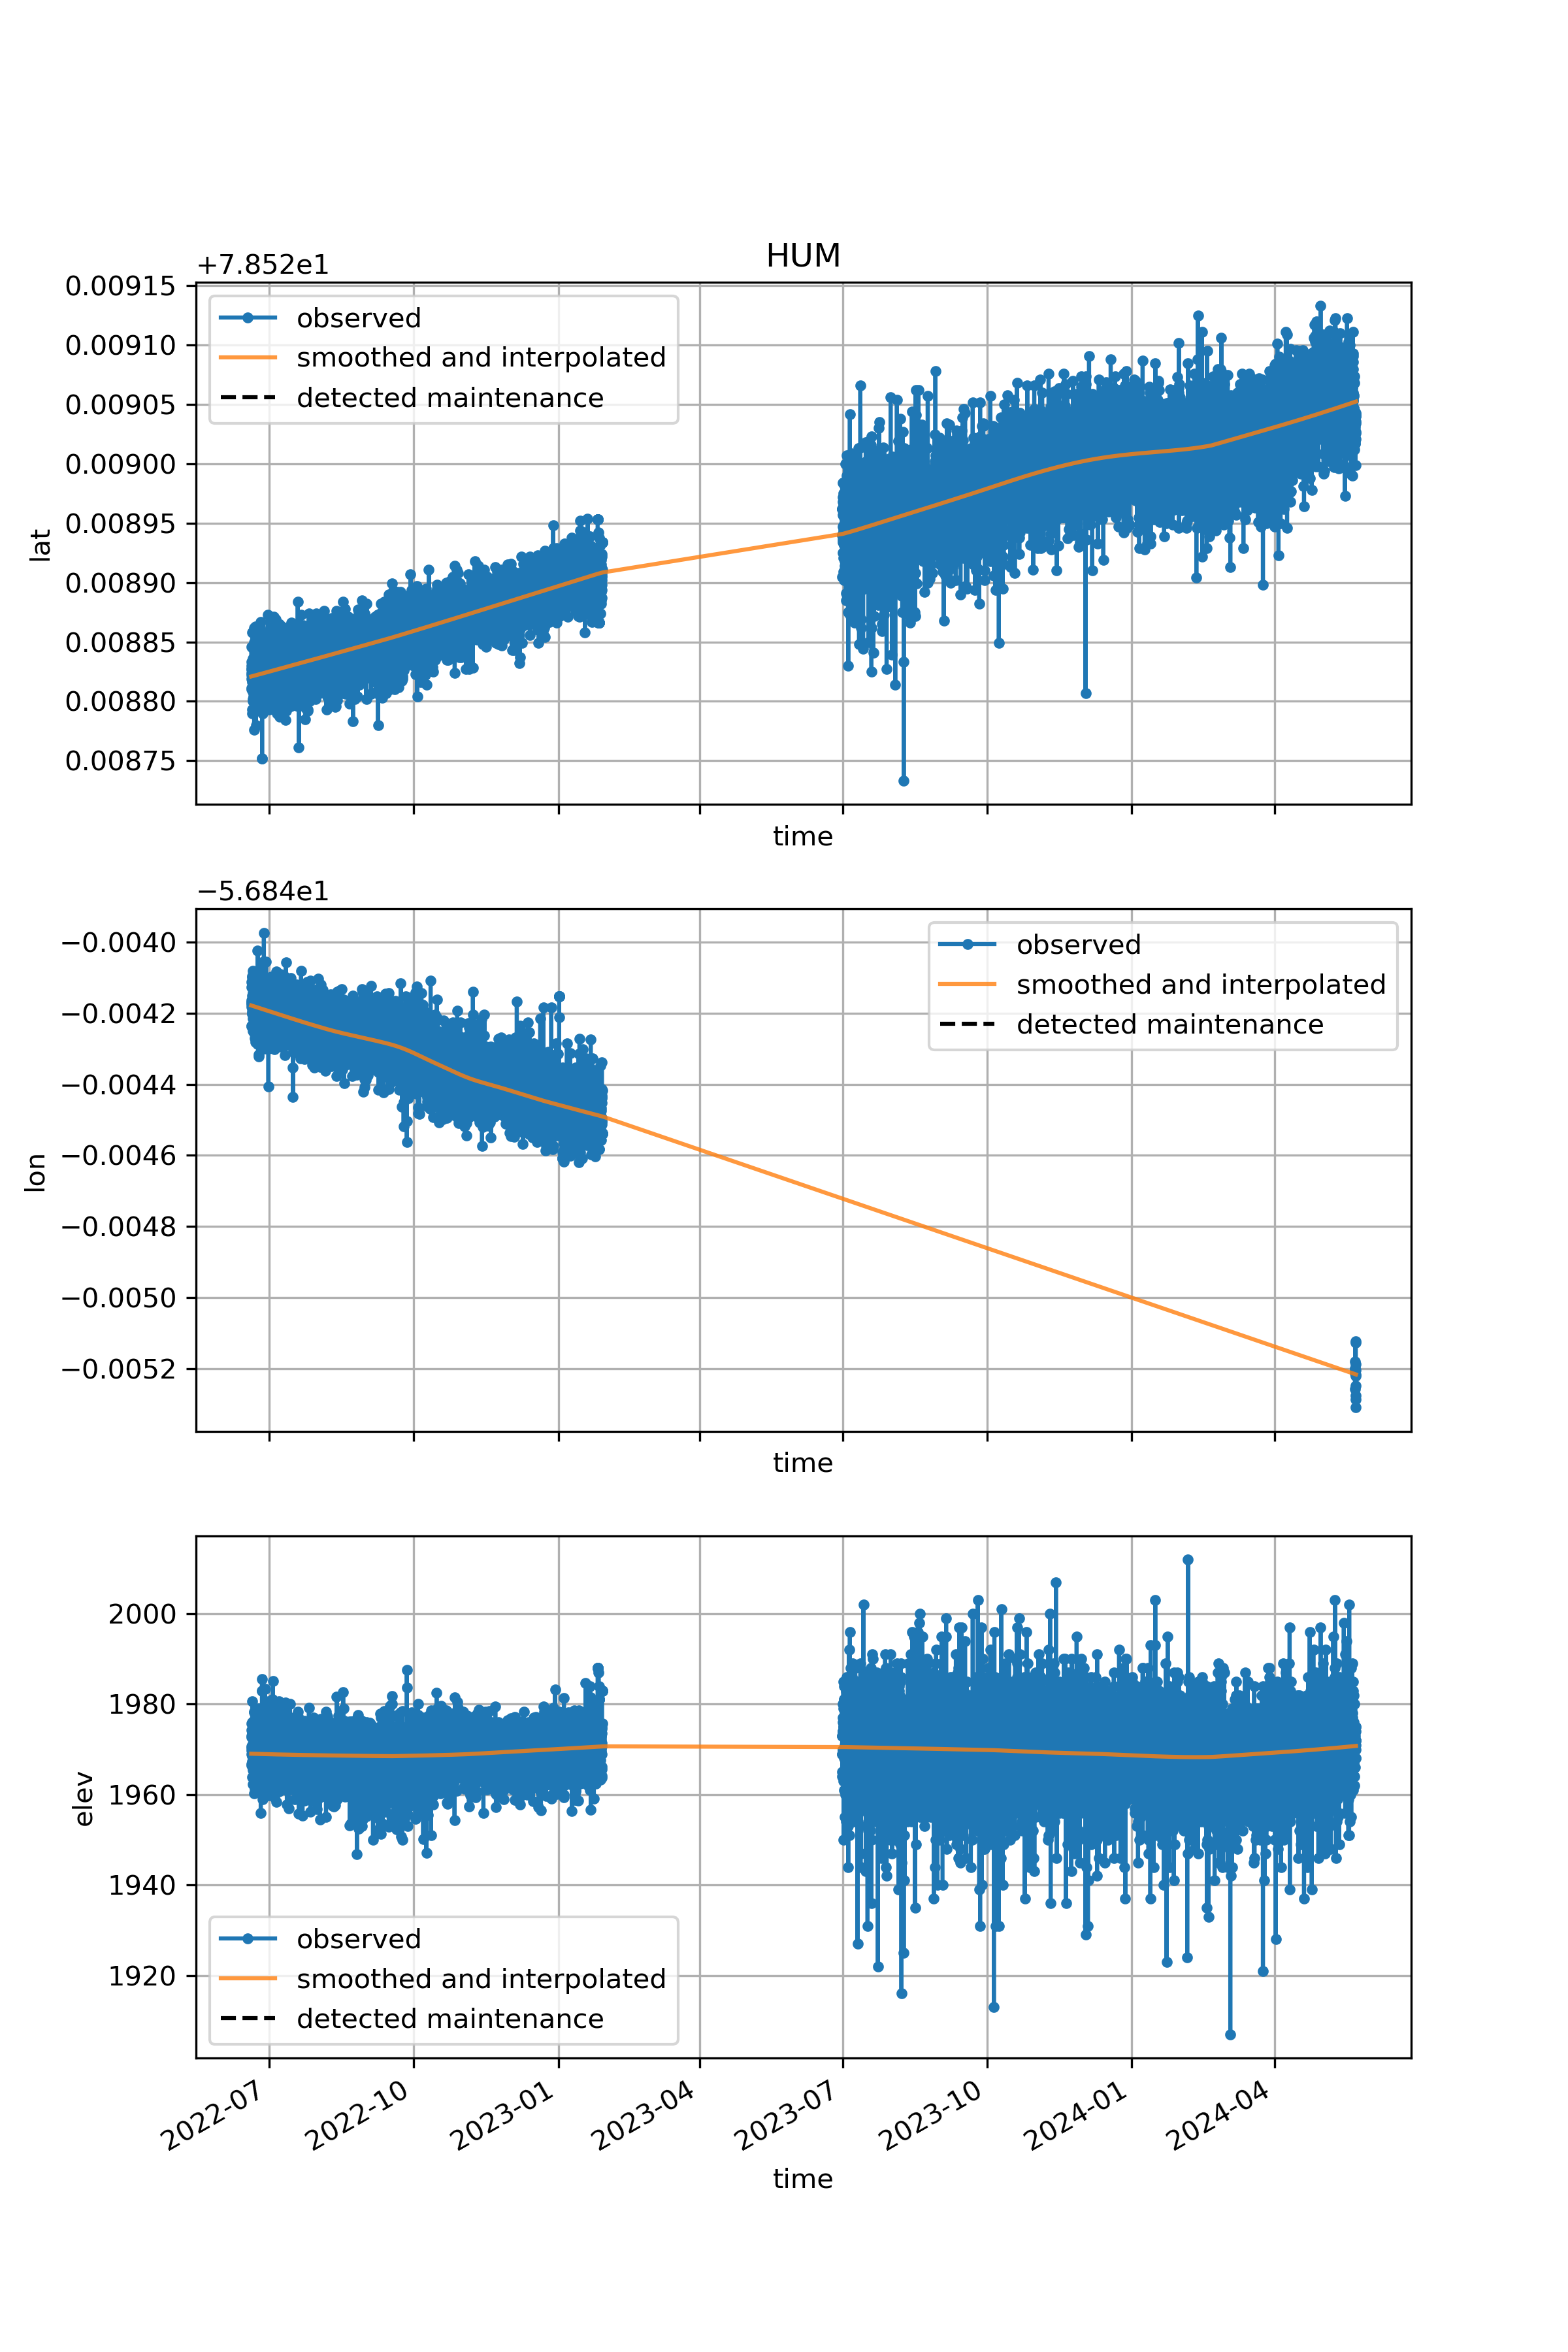 HUM
+7.852e1
0.00915
0.00910
0.00905
0.00900
0.00895
0.00890
0.00885
0.00880
0.00875
lat
observed
smoothed and interpolated
detected maintenance
time
−5.684e1
−0.0040
−0.0042
−0.0044
−0.0046
−0.0048
−0.0050
−0.0052
lon
observed
smoothed and interpolated
detected maintenance
time
2000
1980
1960
1940
1920
elev
observed
smoothed and interpolated
detected maintenance
2022-07
2022-10
2023-01
2023-04
2023-07
2023-10
2024-01
2024-04
time